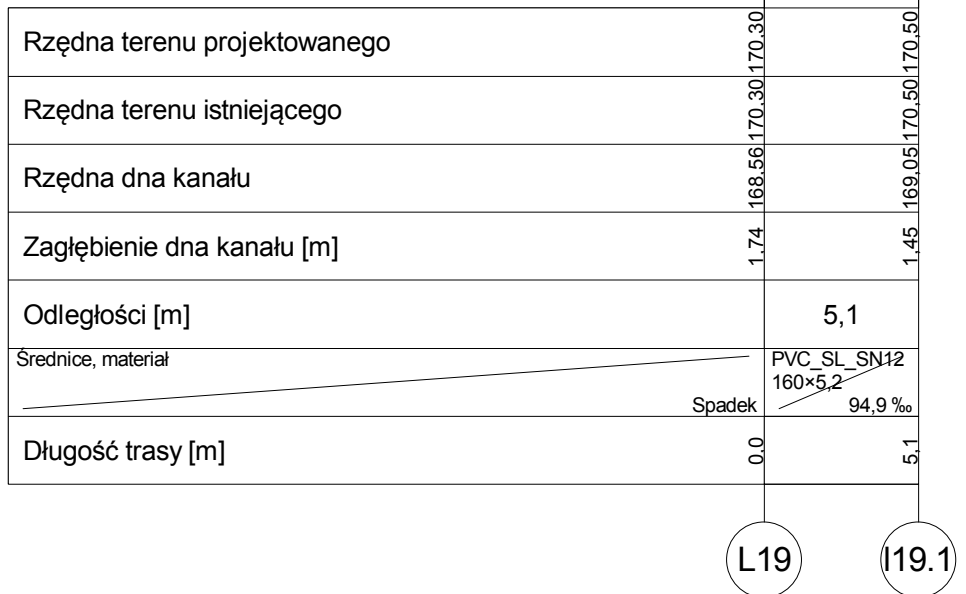 Rzędna terenu projektowanego 170,30 170,50
Rzędna terenu istniejącego 170,30 170,50
Rzędna dna kanału 168,56 169,05
Zagłębienie dna kanału [m] 1,74 1,45
Odległości [m] 5,1
Średnice, materiał PVC_SL_SN12
160×5,2
Spadek 94,9 ‰
Długość trasy [m] 0,0 5,1
L19 I19.1